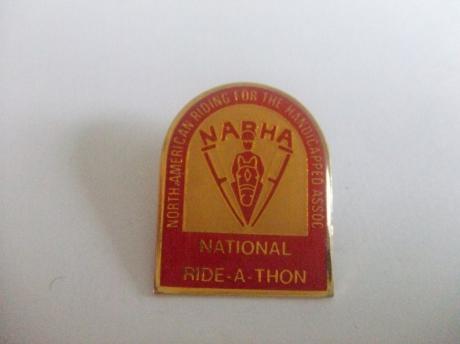 NORTH AMERICAN RIDING FOR THE HANDICAPPED ASSOC.
NARHA
NATIONAL
RIDE-A-THON